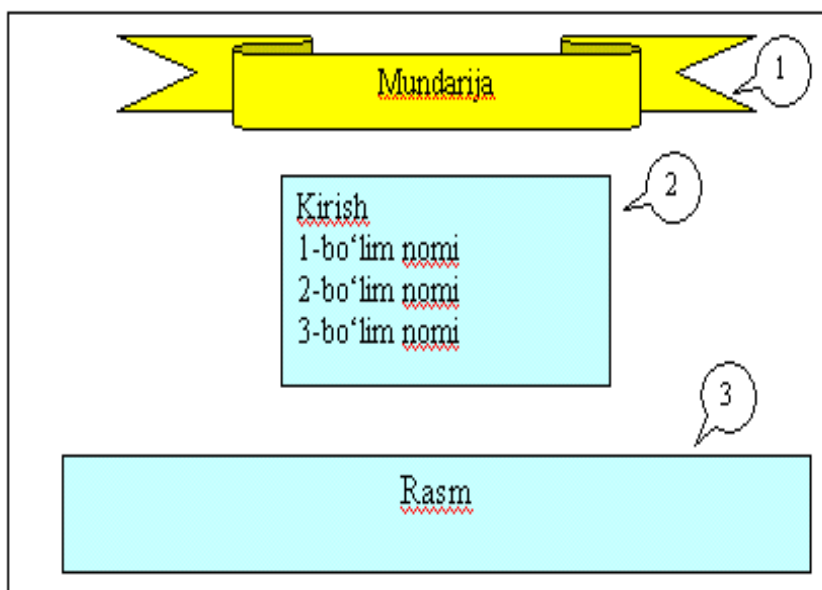 Mundarija
1
2
Kirish
1-bo‘lim nomi
2-bo‘lim nomi
3-bo‘lim nomi
3
Rasm